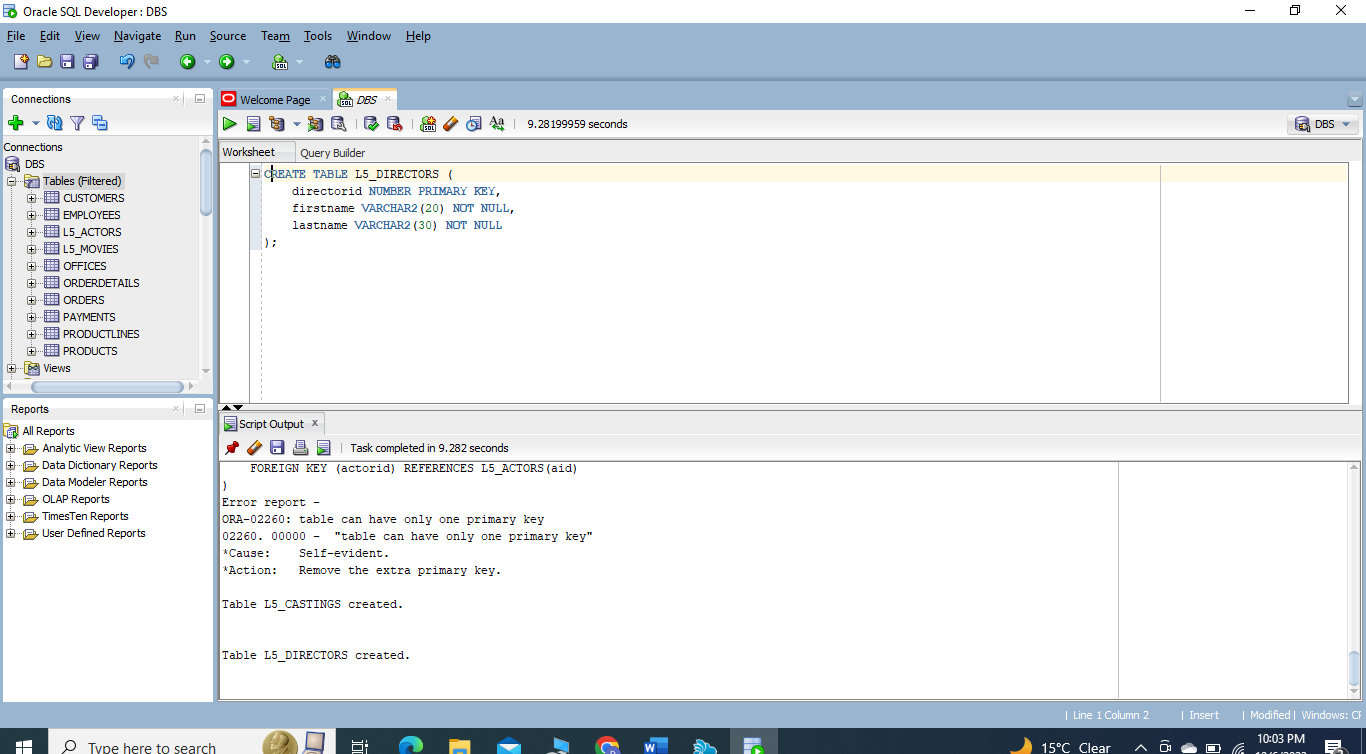 Oracle SQL Developer : DBS
File Edit View Navigate Run Source Team Tools Window Help
Connections
Connections
DBS
Tables (Filtered)
CUSTOMERS
EMPLOYEES
L5_ACTORS
L5_MOVIES
OFFICES
ORDERDETAILS
ORDERS
PAYMENTS
PRODUCTLINES
PRODUCTS
Views
Reports
All Reports
Analytic View Reports
Data Dictionary Reports
Data Modeler Reports
OLAP Reports
TimesTen Reports
User Defined Reports
Welcome Page DBS
9.28199959 seconds
DBS
Worksheet Query Builder
CREATE TABLE L5_DIRECTORS (
directorid NUMBER PRIMARY KEY,
firstname VARCHAR2(20) NOT NULL,
lastname VARCHAR2(30) NOT NULL
);
Script Output
Task completed in 9.282 seconds
FOREIGN KEY (actorid) REFERENCES L5_ACTORS(aid)
)
Error report -
ORA-02260: table can have only one primary key
02260. 00000 - "table can have only one primary key"
*Cause: Self-evident.
*Action: Remove the extra primary key.
Table L5_CASTINGS created.
Table L5_DIRECTORS created.
Line 1 Column 2 Insert Modified Windows: CF
Type here to search
15°C Clear
10:03 PM